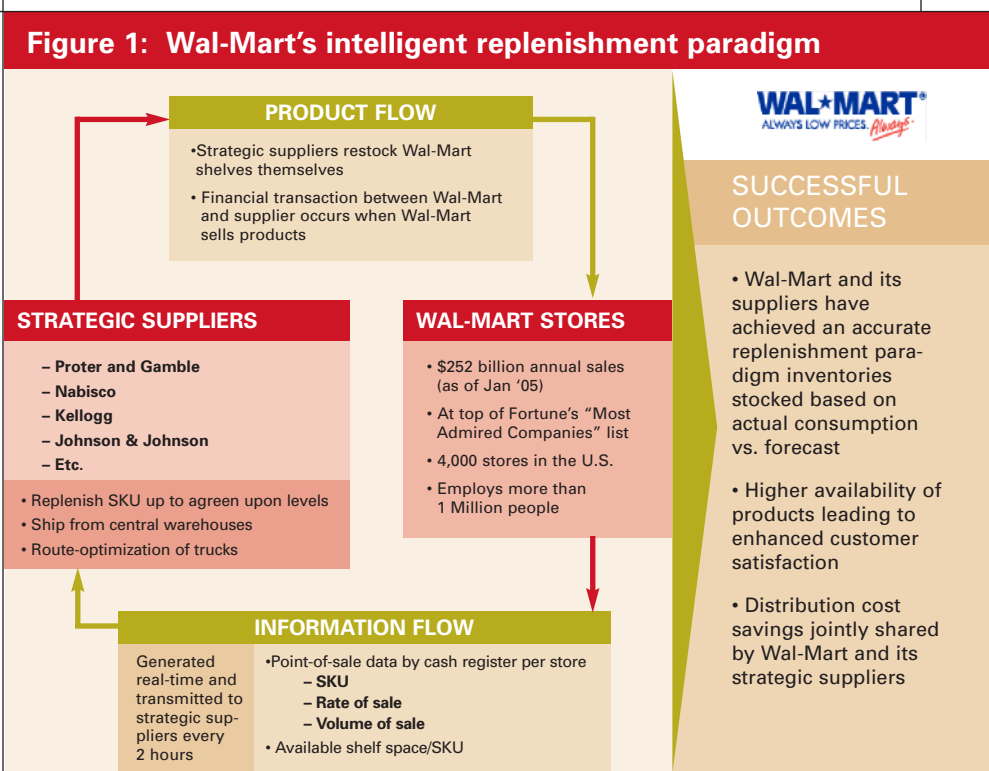 Figure 1: Wal-Mart's intelligent replenishment paradigm
PRODUCT FLOW
•Strategic suppliers restock Wal-Mart
shelves themselves
• Financial transaction between Wal-Mart
and supplier occurs when Wal-Mart
sells products
STRATEGIC SUPPLIERS
– Proter and Gamble
– Nabisco
– Kellogg
– Johnson & Johnson
– Etc.
• Replenish SKU up to agreen upon levels
• Ship from central warehouses
• Route-optimization of trucks
WAL-MART STORES
• $252 billion annual sales
(as of Jan '05)
• At top of Fortune's “Most
Admired Companies” list
• 4,000 stores in the U.S.
• Employs more than
1 Million people
INFORMATION FLOW
Generated
real-time and
transmitted to
strategic sup-
pliers every
2 hours
•Point-of-sale data by cash register per store
– SKU
– Rate of sale
– Volume of sale
• Available shelf space/SKU
WAL★MART®
ALWAYS LOW PRICES. Always.
SUCCESSFUL
OUTCOMES
• Wal-Mart and its
suppliers have
achieved an accurate
replenishment para-
digm inventories
stocked based on
actual consumption
vs. forecast
• Higher availability of
products leading to
enhanced customer
satisfaction
• Distribution cost
savings jointly shared
by Wal-Mart and its
strategic suppliers